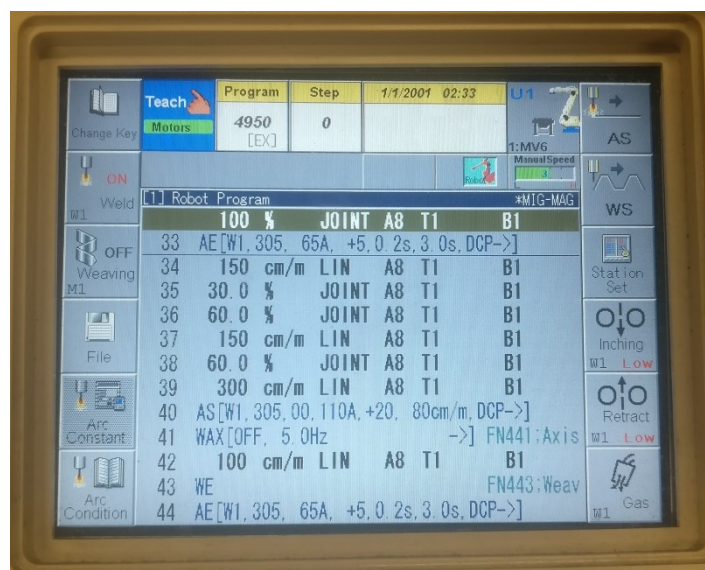 Change Key
Teach
Motors
Program
4950
[EX]
Step
0
1/1/2001 02:33
U1
1:MV6
AS
ON
Weld
W1
Robot
Manual Speed
3
WS
[1] Robot Program *MIG-MAG
100 % JOINT A8 T1 B1
33 AE[W1,305, 65A, +5,0.2s,3.0s,DCP->]
34 150 cm/m LIN A8 T1 B1
35 30.0 % JOINT A8 T1 B1
36 60.0 % JOINT A8 T1 B1
37 150 cm/m LIN A8 T1 B1
38 60.0 % JOINT A8 T1 B1
39 300 cm/m LIN A8 T1 B1
40 AS[W1,305,00,110A,+20, 80cm/m,DCP->]
41 WAX[OFF, 5.0Hz ->] FN441;Axis
42 100 cm/m LIN A8 T1 B1
43 WE FN443;Weav
44 AE[W1,305, 65A, +5,0.2s,3.0s,DCP->]
OFF
Weaving
M1
File
Arc
Constant
Arc
Condition
Station
Set
Inching
W1 Low
Retract
W1 Low
Gas
W1